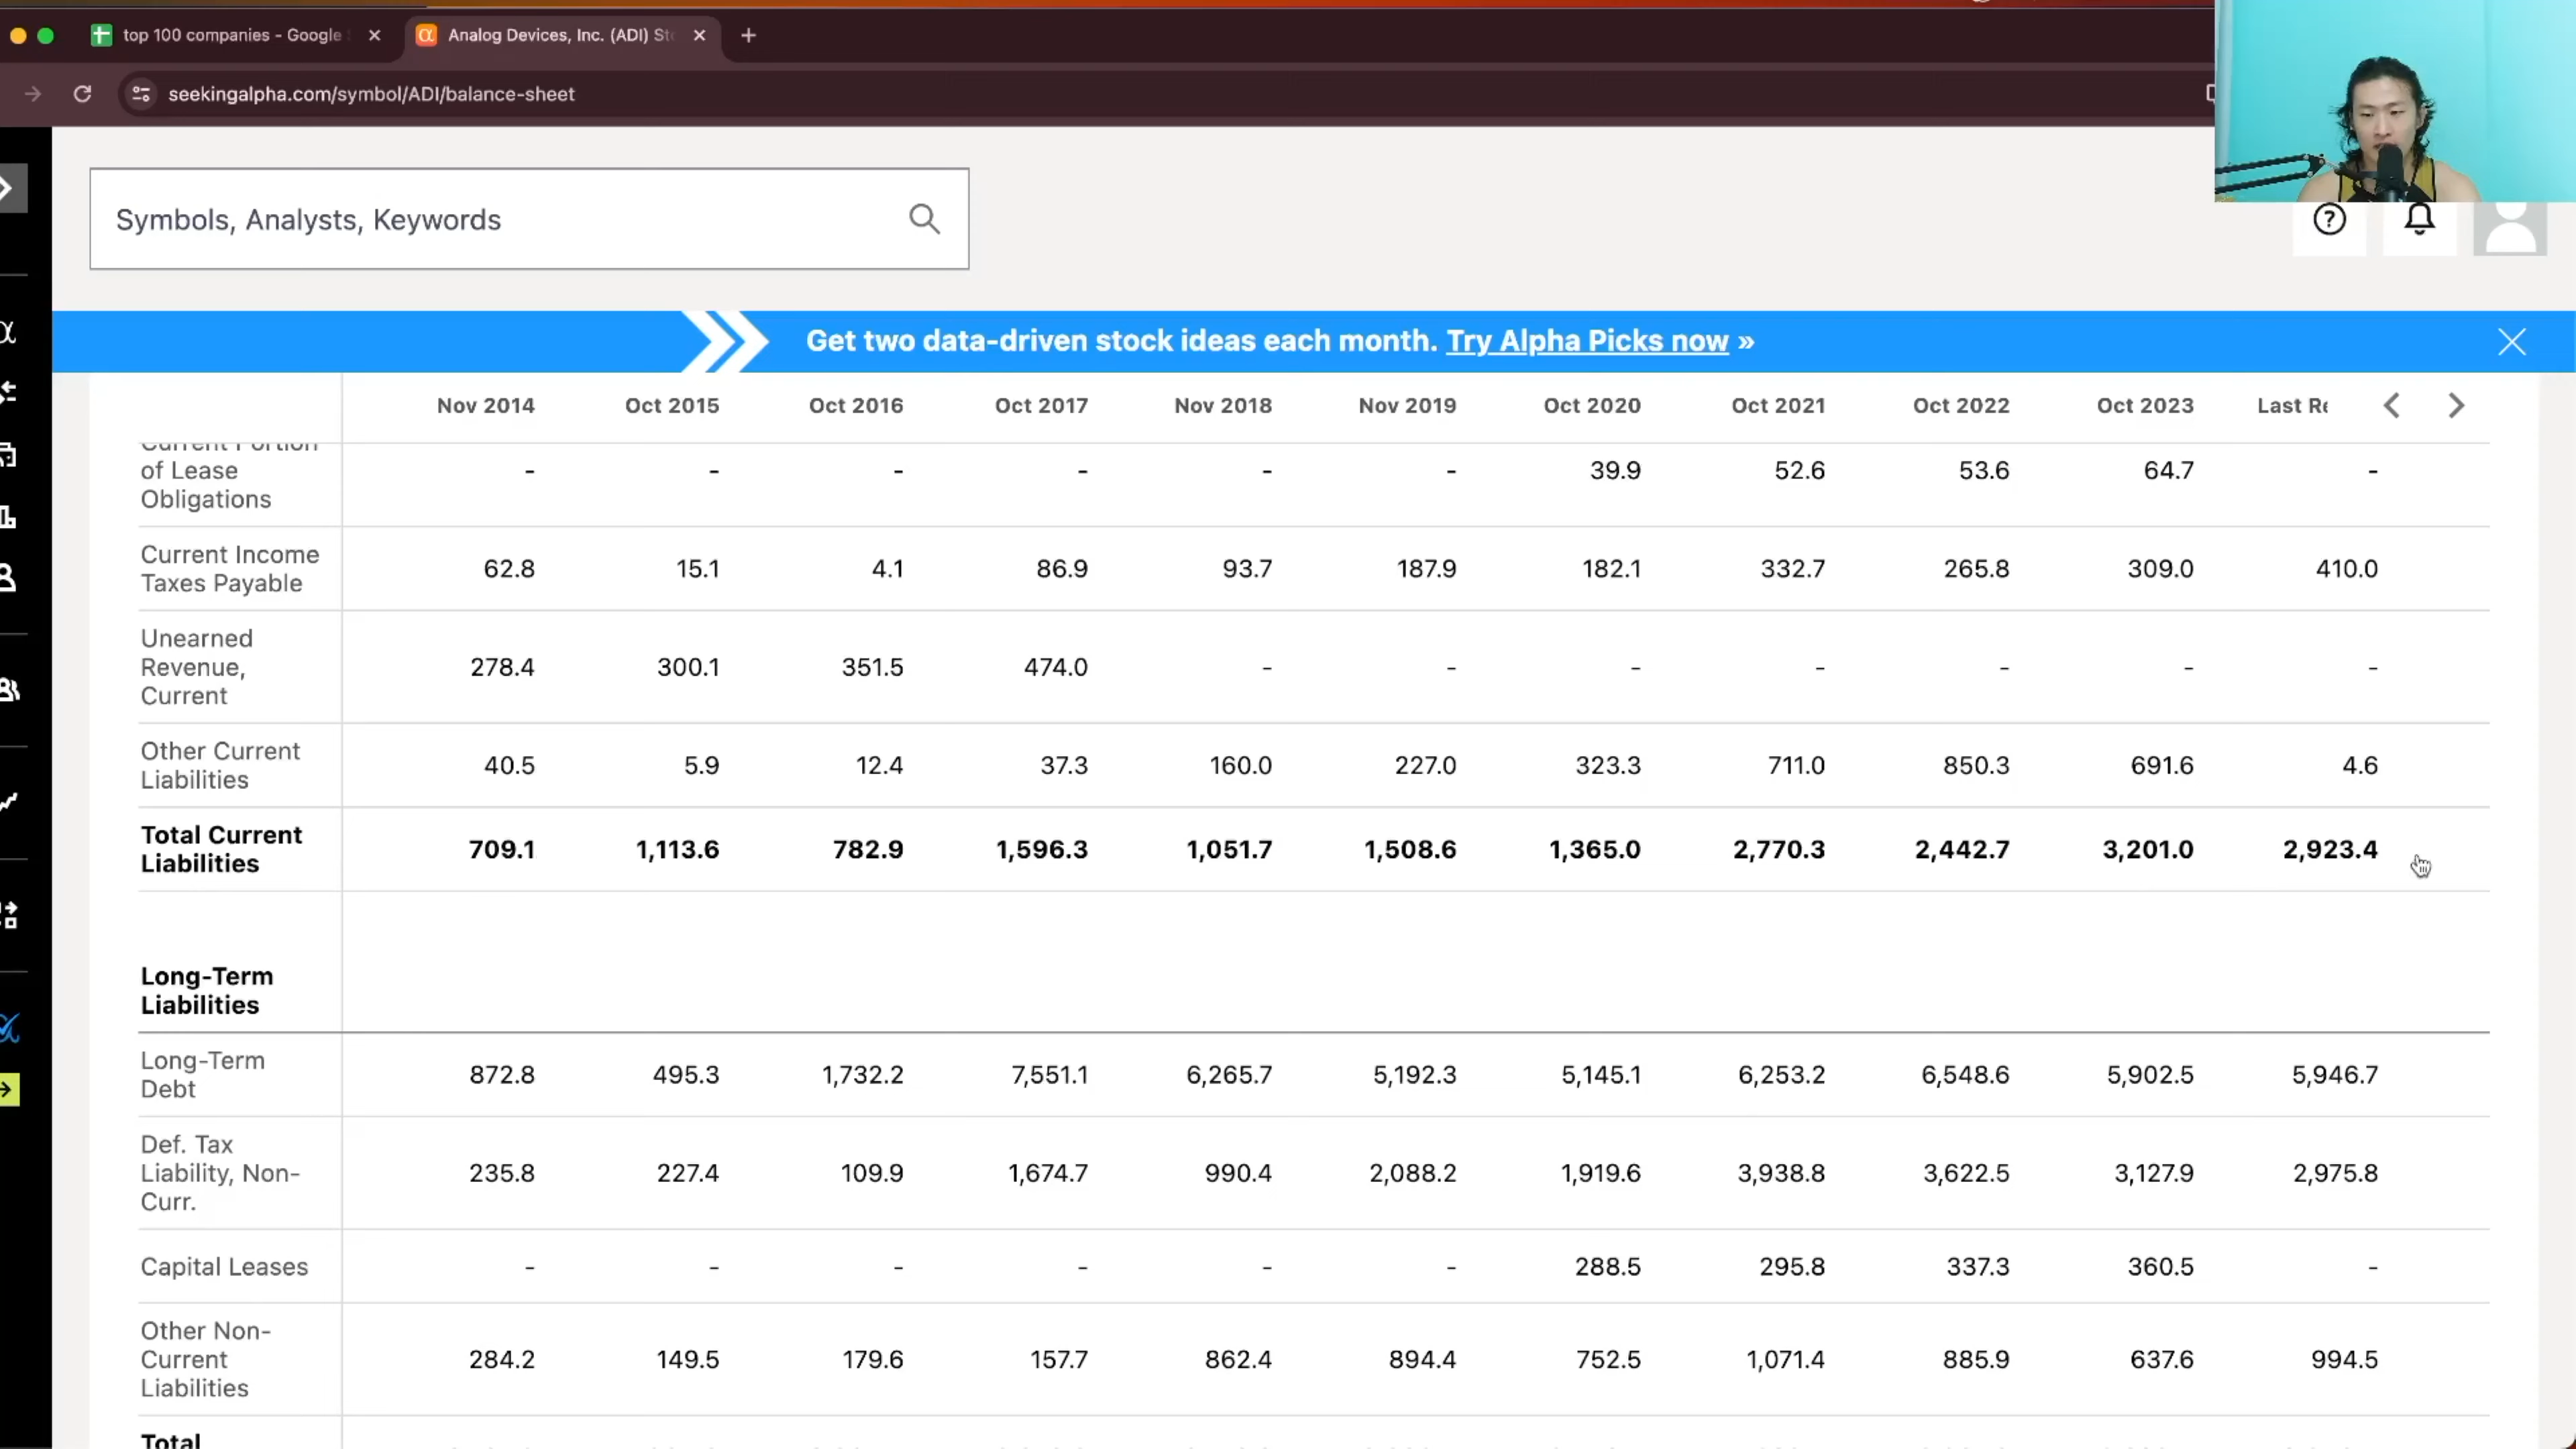 top 100 companies - Google
Analog Devices, Inc. (ADI) St
seekingalpha.com/symbol/ADI/balance-sheet
Symbols, Analysts, Keywords
Get two data-driven stock ideas each month. Try Alpha Picks now »
Nov 2014 Oct 2015 Oct 2016 Oct 2017 Nov 2018 Nov 2019 Oct 2020 Oct 2021 Oct 2022 Oct 2023 Last Re
Current Portion
of Lease - - - - - - 39.9 52.6 53.6 64.7 -
Obligations
Current Income
Taxes Payable 62.8 15.1 4.1 86.9 93.7 187.9 182.1 332.7 265.8 309.0 410.0
Unearned
Revenue, 278.4 300.1 351.5 474.0 - - - - - - -
Current
Other Current
Liabilities 40.5 5.9 12.4 37.3 160.0 227.0 323.3 711.0 850.3 691.6 4.6
Total Current
Liabilities 709.1 1,113.6 782.9 1,596.3 1,051.7 1,508.6 1,365.0 2,770.3 2,442.7 3,201.0 2,923.4
Long-Term
Liabilities
Long-Term
Debt 872.8 495.3 1,732.2 7,551.1 6,265.7 5,192.3 5,145.1 6,253.2 6,548.6 5,902.5 5,946.7
Def. Tax
Liability, Non- 235.8 227.4 109.9 1,674.7 990.4 2,088.2 1,919.6 3,938.8 3,622.5 3,127.9 2,975.8
Curr.
Capital Leases - - - - - - 288.5 295.8 337.3 360.5 -
Other Non-
Current 284.2 149.5 179.6 157.7 862.4 894.4 752.5 1,071.4 885.9 637.6 994.5
Liabilities
Total